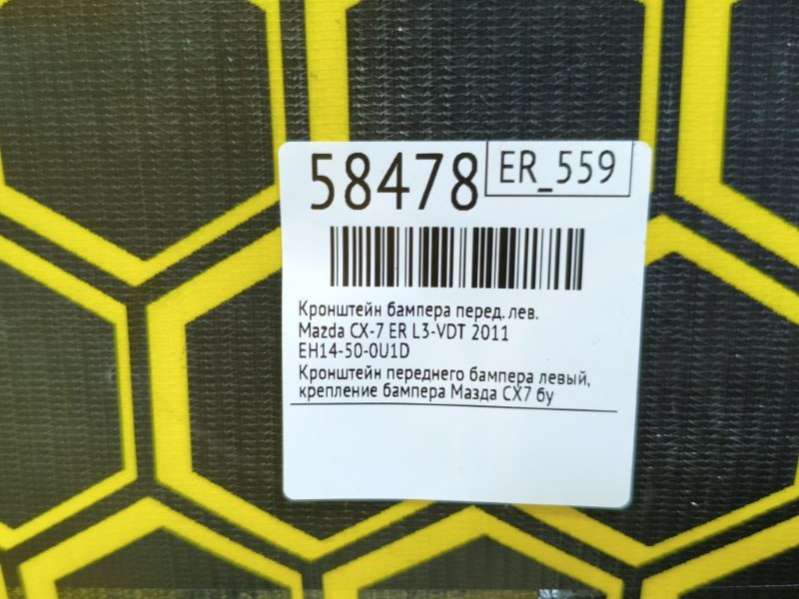 58478
ER_559
Кронштейн бампера перед. лев.
Mazda CX-7 ER L3-VDT 2011
EH14-50-0U1D
Кронштейн переднего бампера левый,
крепление бампера Мазда СХ7 бу